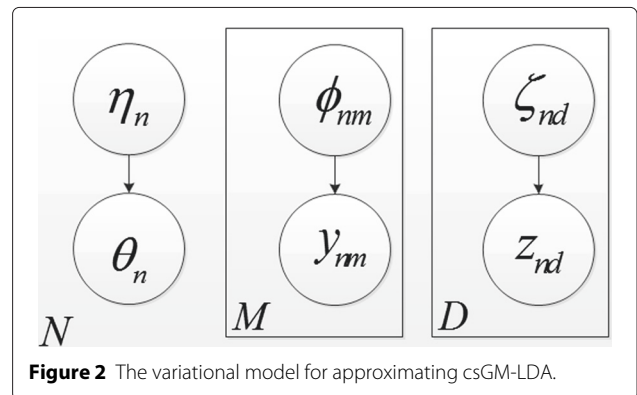 η_n φ_nm ζ_nd
θ_n y_nm z_nd
N M D
Figure 2 The variational model for approximating csGM-LDA.